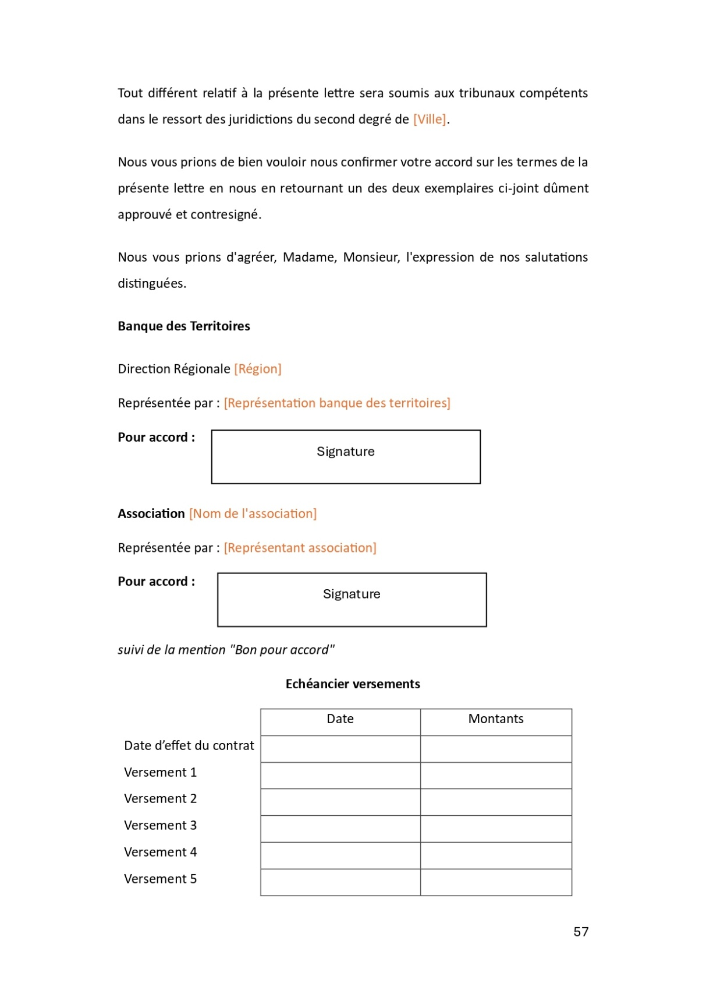 Tout différent relatif à la présente lettre sera soumis aux tribunaux compétents
dans le ressort des juridictions du second degré de [Ville].
Nous vous prions de bien vouloir nous confirmer votre accord sur les termes de la
présente lettre en nous en retournant un des deux exemplaires ci-joint dûment
approuvé et contresigné.
Nous vous prions d'agréer, Madame, Monsieur, l'expression de nos salutations
distinguées.
Banque des Territoires
Direction Régionale [Région]
Représentée par : [Représentation banque des territoires]
Pour accord :
Signature
Association [Nom de l'association]
Représentée par : [Représentant association]
Pour accord :
Signature
suivi de la mention "Bon pour accord"
Echéancier versements
Date Montants
Date d’effet du contrat
Versement 1
Versement 2
Versement 3
Versement 4
Versement 5
57